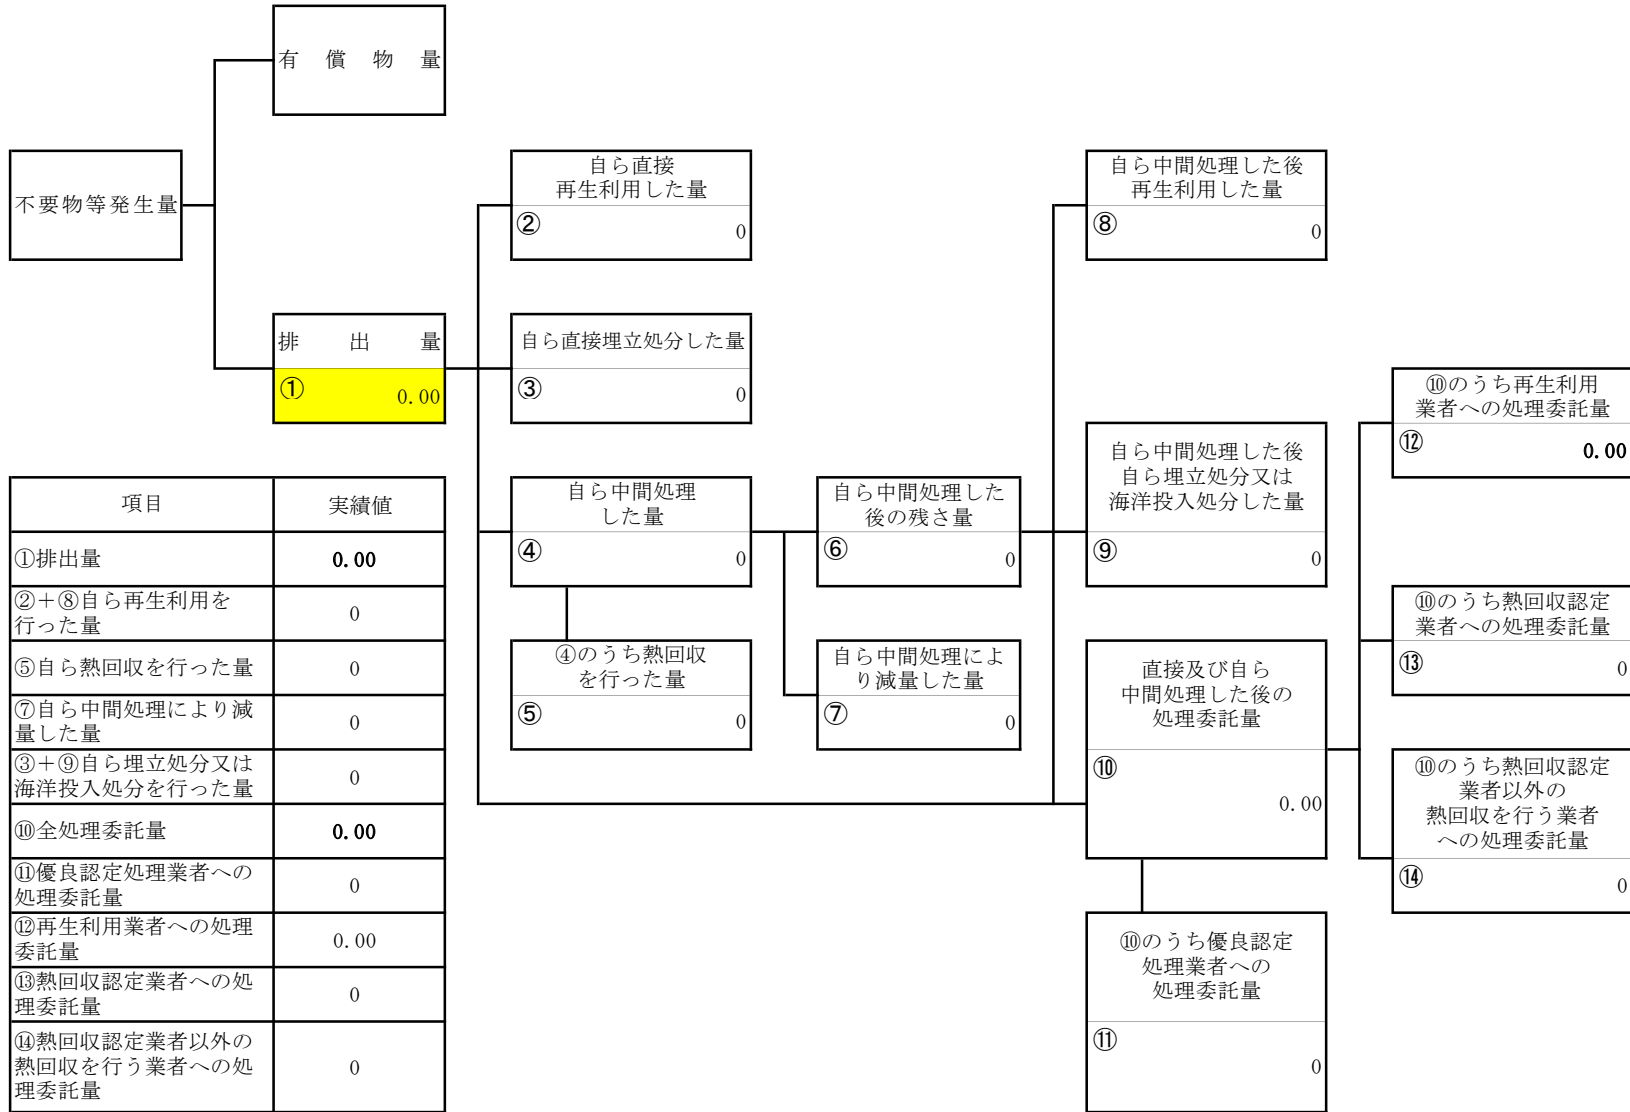 有償物量
不要物等発生量
排出量
① 0.00
自ら直接
再生利用した量
② 0
自ら直接埋立処分した量
③ 0
自ら中間処理
した量
④ 0
④のうち熱回収
を行った量
⑤ 0
自ら中間処理した
後の残さ量
⑥ 0
自ら中間処理によ
り減量した量
⑦ 0
自ら中間処理した後
再生利用した量
⑧ 0
自ら中間処理した後
自ら埋立処分又は
海洋投入処分した量
⑨ 0
直接及び自ら
中間処理した後の
処理委託量
⑩
0.00
⑩のうち優良認定
処理業者への
処理委託量
⑪
0
⑩のうち再生利用
業者への処理委託量
⑫ 0.00
⑩のうち熱回収認定
業者への処理委託量
⑬ 0
⑩のうち熱回収認定
業者以外の
熱回収を行う業者
への処理委託量
⑭ 0
項目 実績値
①排出量 0.00
②+⑧自ら再生利用を
行った量 0
⑤自ら熱回収を行った量 0
⑦自ら中間処理により減
量した量 0
③+⑨自ら埋立処分又は
海洋投入処分を行った量 0
⑩全処理委託量 0.00
⑪優良認定処理業者への
処理委託量 0
⑫再生利用業者への処理
委託量 0.00
⑬熱回収認定業者への処
理委託量 0
⑭熱回収認定業者以外の
熱回収を行う業者への処
理委託量 0